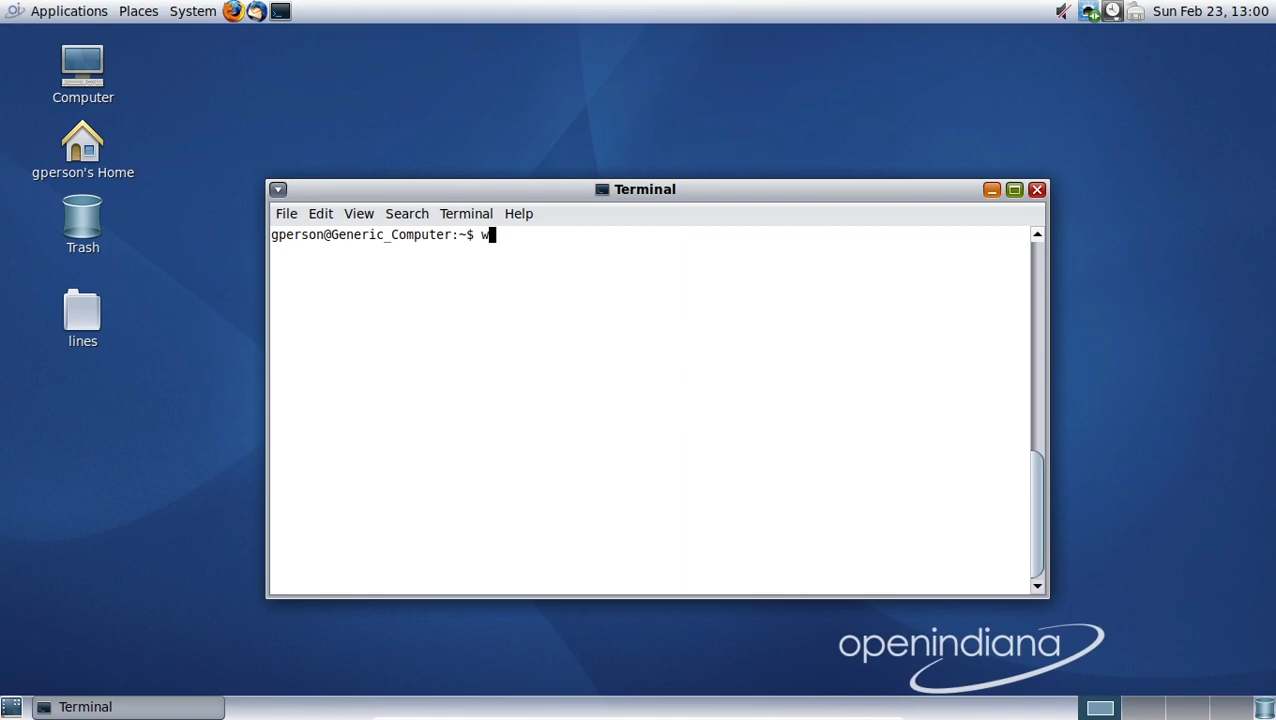 Applications Places System
Sun Feb 23, 13:00
Computer
gperson's Home
Trash
lines
Terminal
File Edit View Search Terminal Help
gperson@Generic_Computer:~$ w
openindiana
Terminal